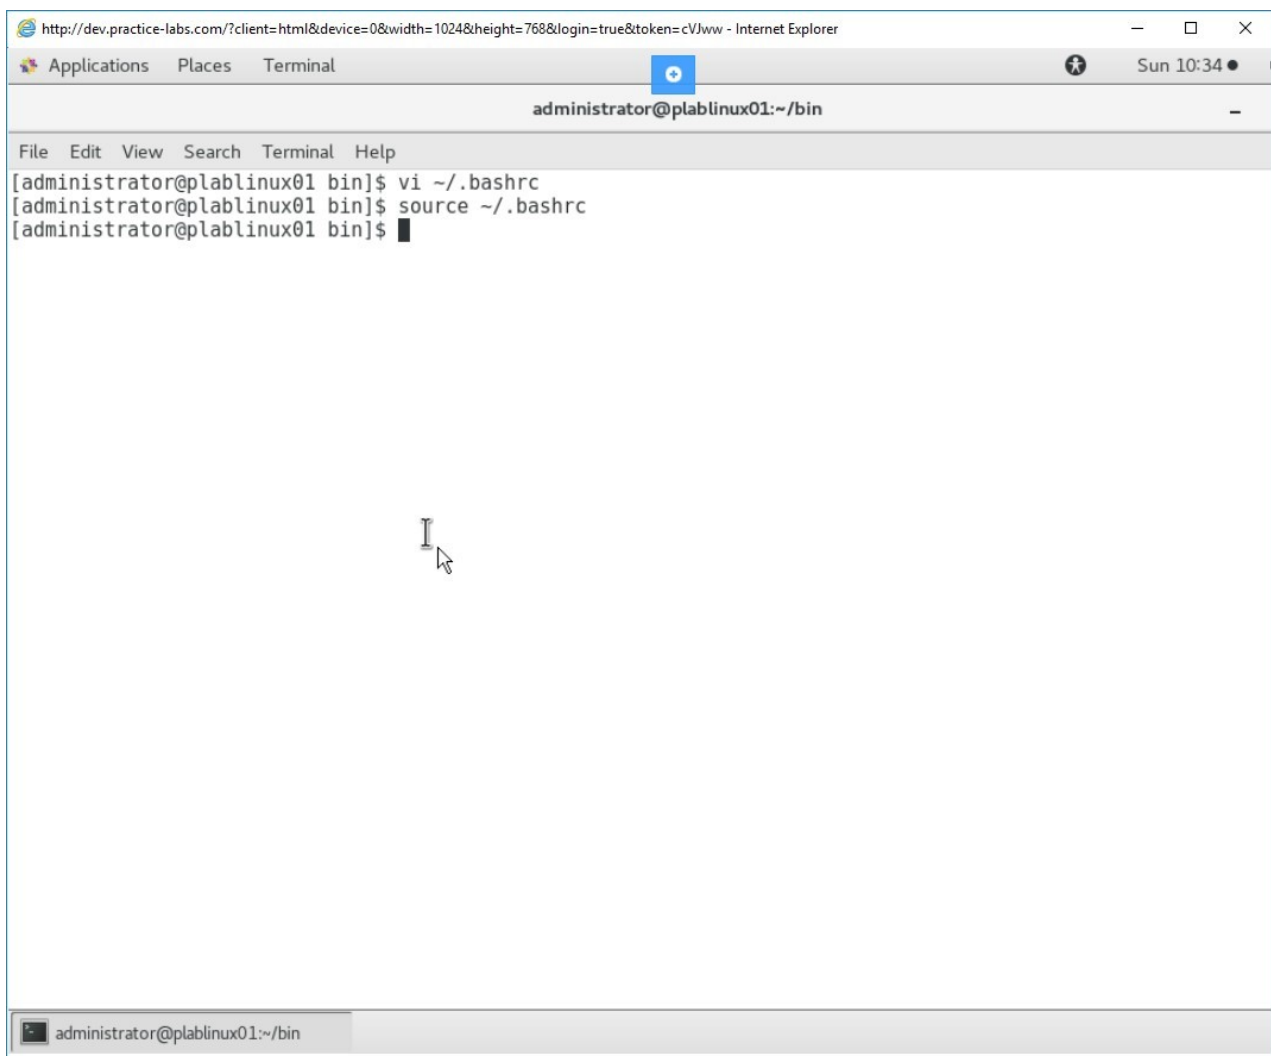 http://dev.practice-labs.com/?client=html&device=0&width=1024&height=768&login=true&token=cVJww - Internet Explorer
Applications Places Terminal Sun 10:34
administrator@plablinux01:~/bin
File Edit View Search Terminal Help
[administrator@plablinux01 bin]$ vi ~/.bashrc
[administrator@plablinux01 bin]$ source ~/.bashrc
[administrator@plablinux01 bin]$
administrator@plablinux01:~/bin